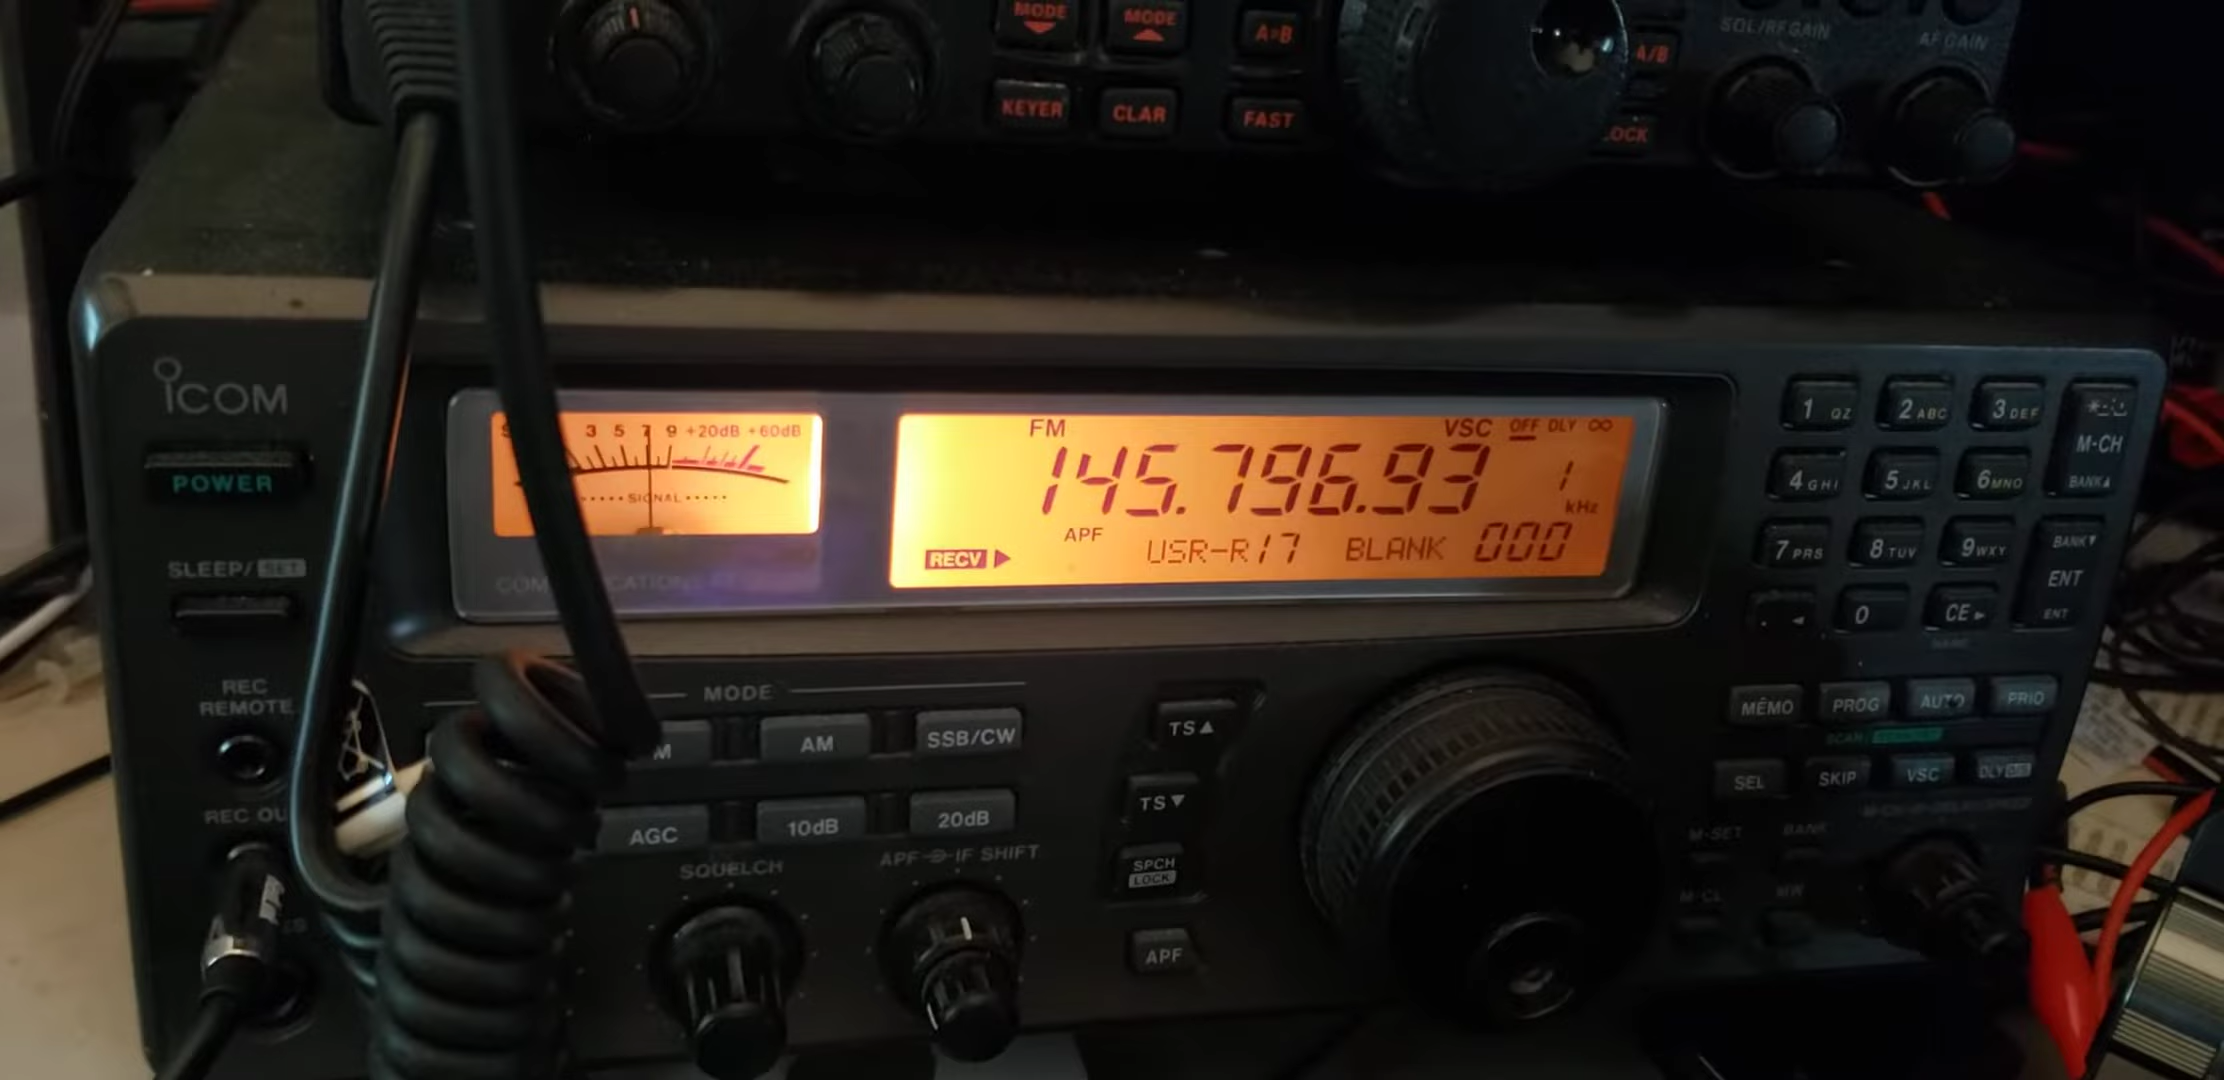 MODE MODE A▸B A/B SQL/RF GAIN AF GAIN
KEYER CLAR FAST LOCK
ICOM
POWER
SLEEP/SET
REC
REMOTE
3 5 7 9 +20dB +60dB
SIGNAL
FM VSC OFF DLY ∞
145.796.93 1
kHz
APF
RECV USR-R17 BLANK 000
MODE
AM SSB/CW
AGC 10dB 20dB
SQUELCH APF IF SHIFT
TS▲
TS▼
SPCH
LOCK
APF
1 QZ 2 ABC 3 DEF
M-CH
4 GHI 5 JKL 6 MNO BANK▲
7 PRS 8 TUV 9 WXY BANK▼
ENT
. ◄ 0 CE ► ENT
MEMO PROG AUTO PRIO
SCAN
SEL SKIP VSC DLY
M-SET BANK
M-CL MW